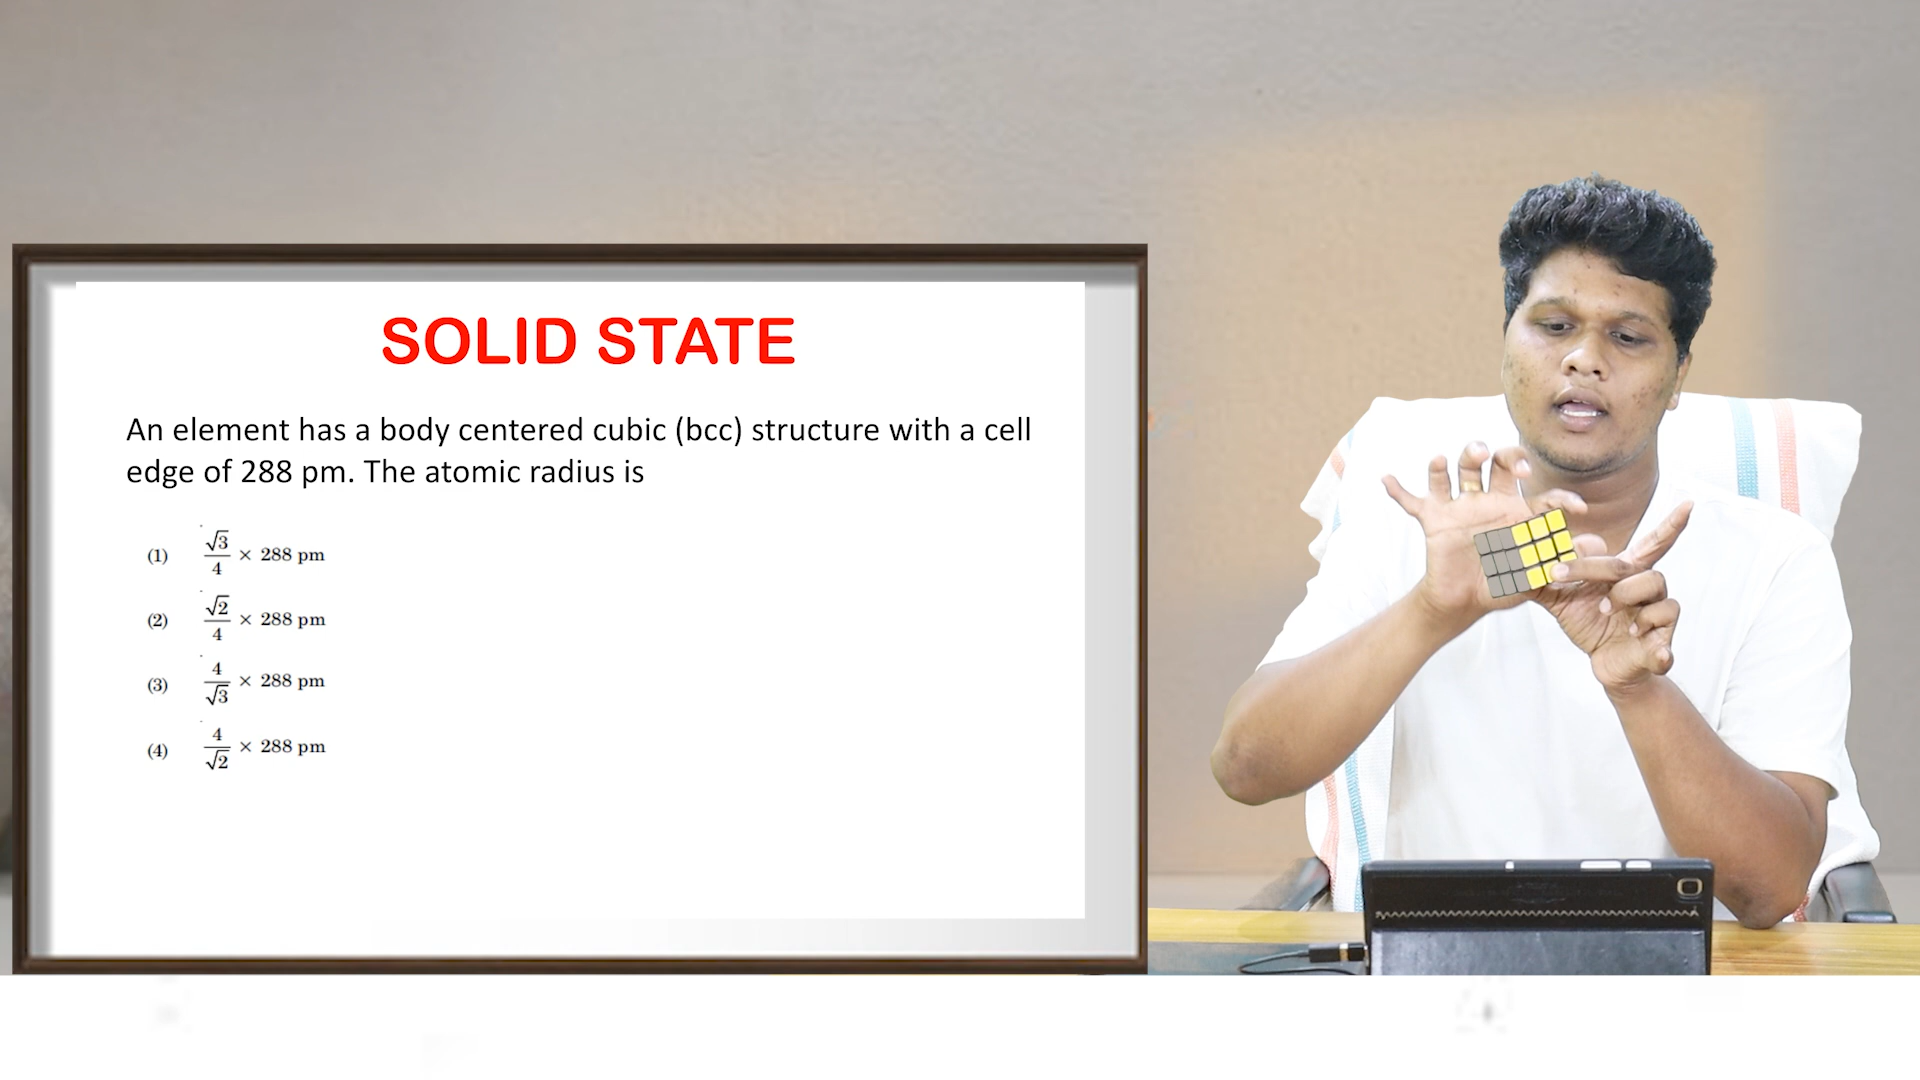 SOLID STATE
An element has a body centered cubic (bcc) structure with a cell
edge of 288 pm. The atomic radius is
(1) √3/4 × 288 pm
(2) √2/4 × 288 pm
(3) 4/√3 × 288 pm
(4) 4/√2 × 288 pm